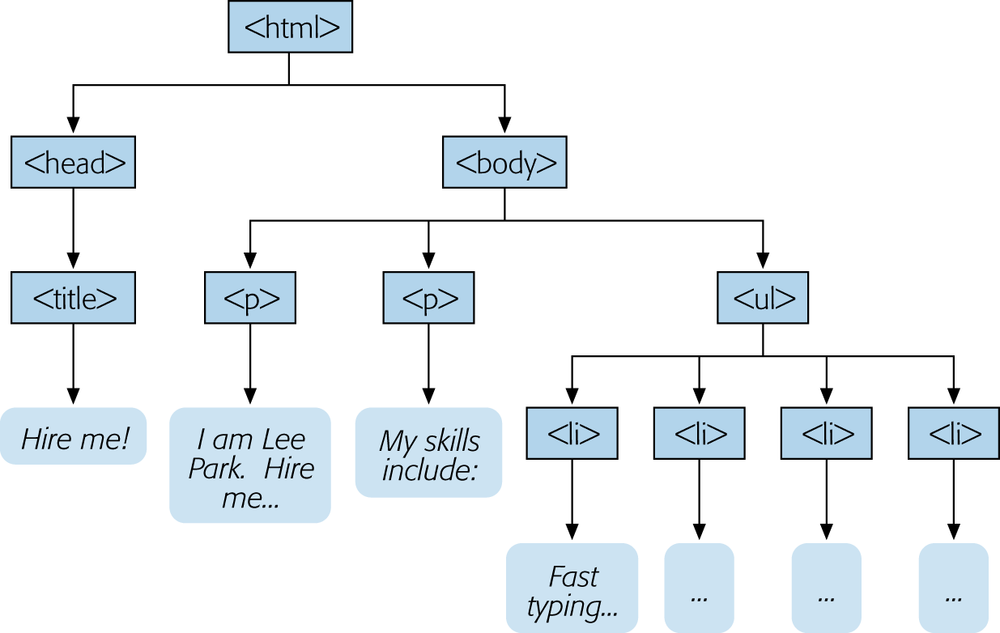 <html>
<head>
<body>
<title>
<p>
<p>
<ul>
Hire me!
I am Lee
Park.  Hire
me...
My skills
include:
<li>
<li>
<li>
<li>
Fast
typing...
...
...
...